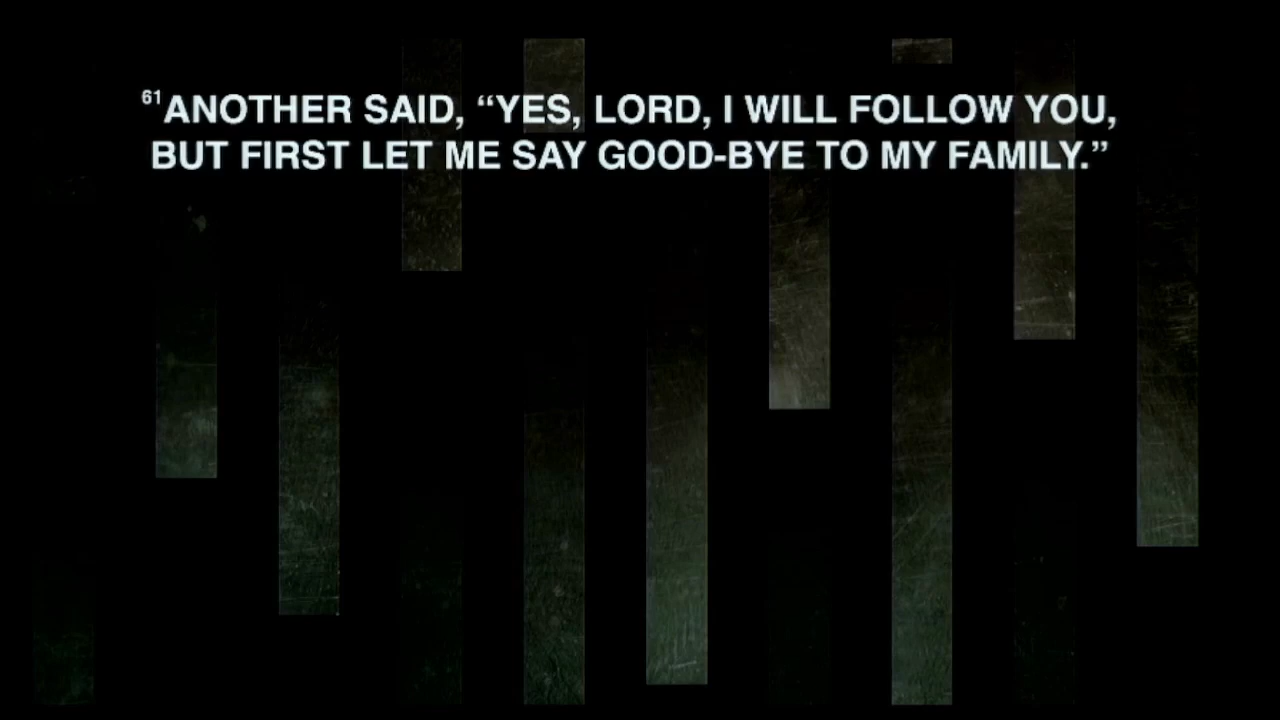 61ANOTHER SAID, “YES, LORD, I WILL FOLLOW YOU,
BUT FIRST LET ME SAY GOOD-BYE TO MY FAMILY.”